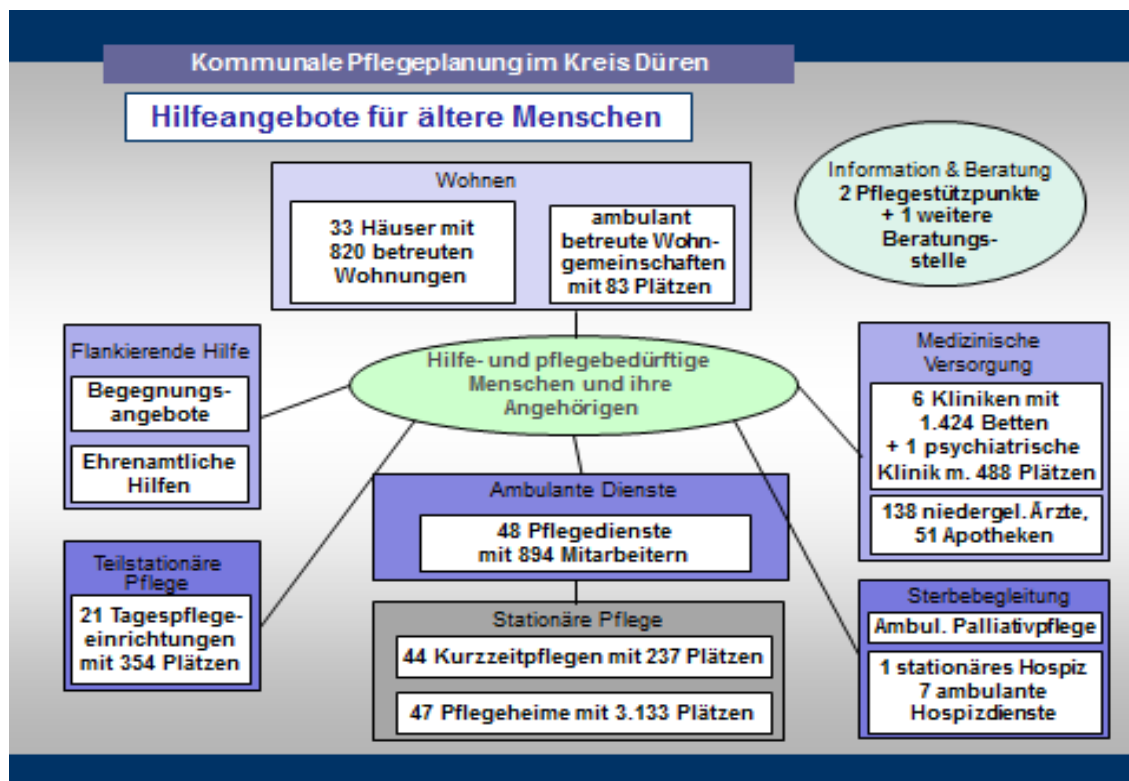 Kommunale Pflegeplanung im Kreis Düren
Hilfeangebote für ältere Menschen
Information & Beratung
2 Pflegestützpunkte
+ 1 weitere
Beratungs-
stelle
Wohnen
33 Häuser mit
820 betreuten
Wohnungen
ambulant
betreute Wohn-
gemeinschaften
mit 83 Plätzen
Flankierende Hilfe
Begegnungs-
angebote
Ehrenamtliche
Hilfen
Hilfe- und pflegebedürftige
Menschen und ihre
Angehörigen
Medizinische
Versorgung
6 Kliniken mit
1.424 Betten
+ 1 psychiatrische
Klinik m. 488 Plätzen
138 niedergel. Ärzte,
51 Apotheken
Ambulante Dienste
48 Pflegedienste
mit 894 Mitarbeitern
Teilstationäre
Pflege
21 Tagespflege-
einrichtungen
mit 354 Plätzen
Stationäre Pflege
44 Kurzzeitpflegen mit 237 Plätzen
47 Pflegeheime mit 3.133 Plätzen
Sterbebegleitung
Ambul. Palliativpflege
1 stationäres Hospiz
7 ambulante
Hospizdienste